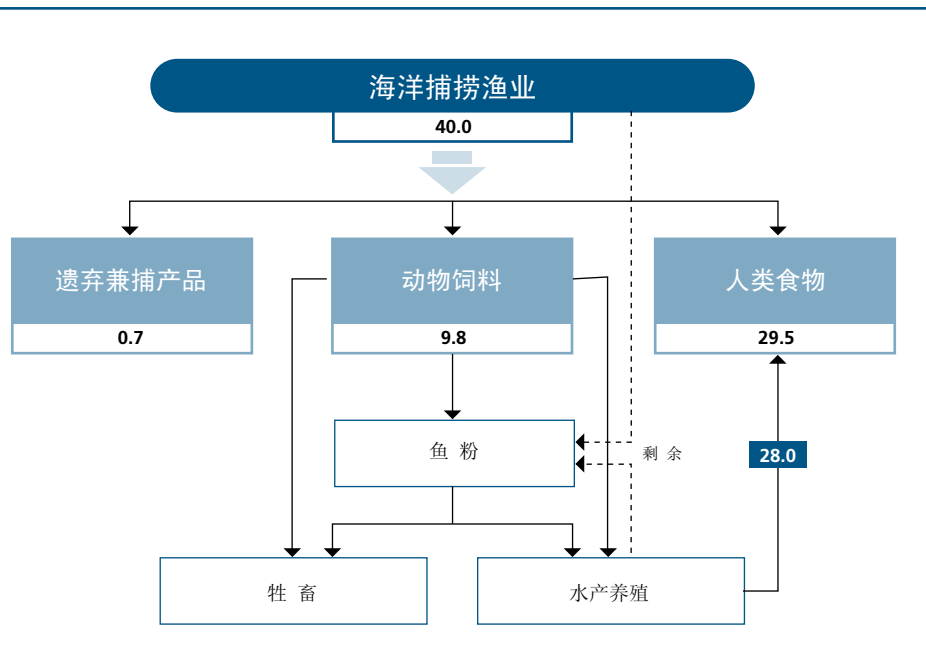 海洋捕捞渔业
40.0
遗弃兼捕产品
动物饲料
人类食物
0.7
9.8
29.5
鱼 粉
剩 余
28.0
牲 畜
水产养殖